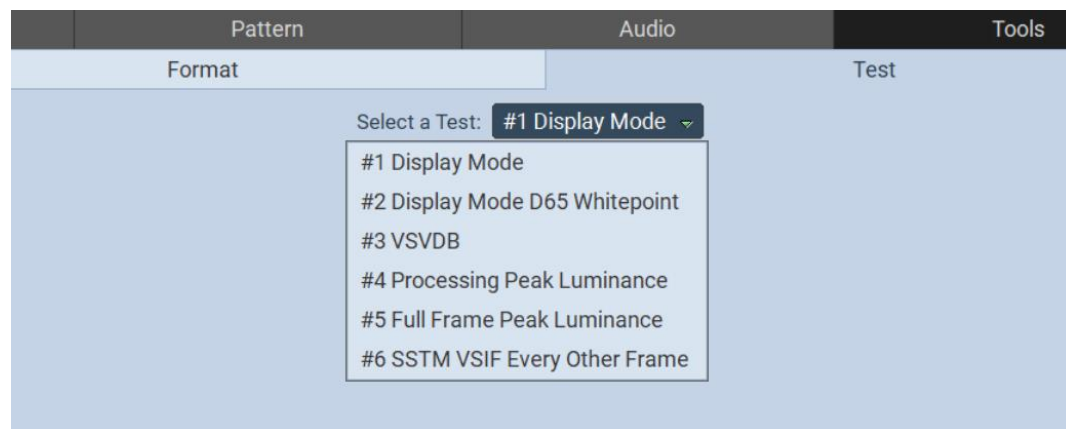 Pattern Audio Tools
Format Test
Select a Test: #1 Display Mode
#1 Display Mode
#2 Display Mode D65 Whitepoint
#3 VSVDB
#4 Processing Peak Luminance
#5 Full Frame Peak Luminance
#6 SSTM VSIF Every Other Frame